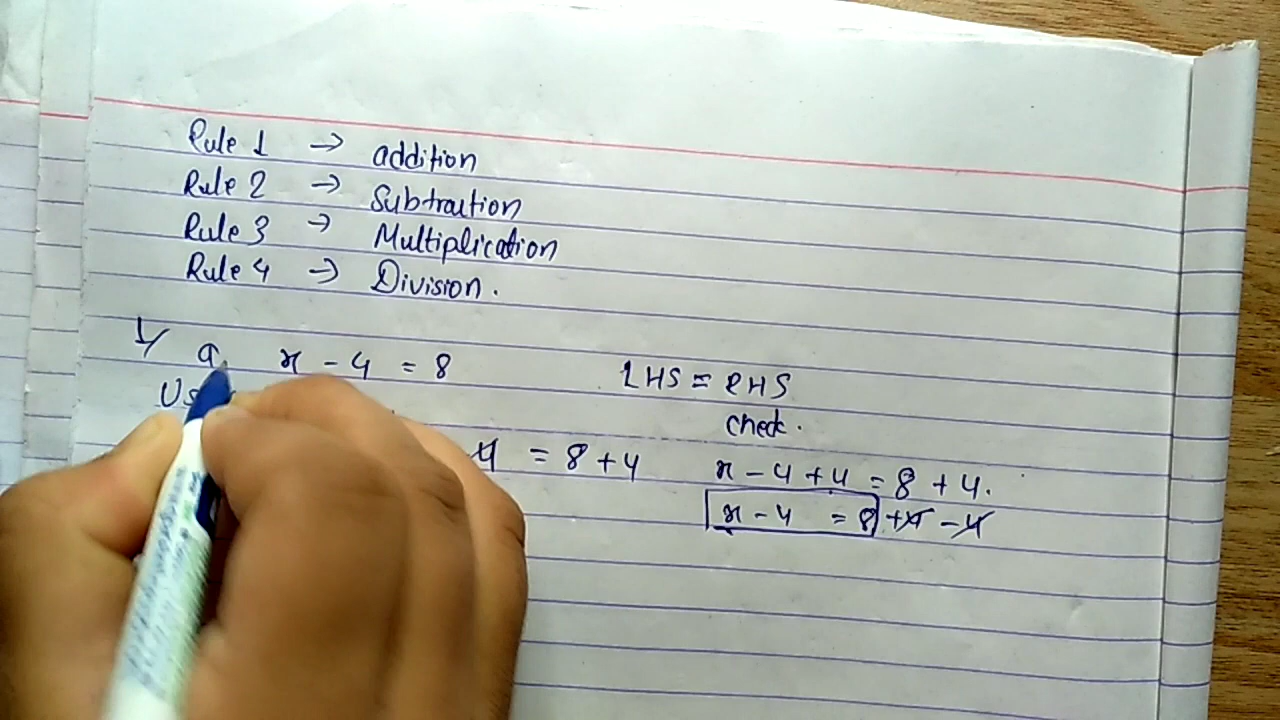 Rule 1 → addition
Rule 2 → Subtraction
Rule 3 → Multiplication
Rule 4 → Division.
1/ a, x - 4 = 8
LHS = RHS
Us
check.
4 = 8 + 4
x - 4 + 4 = 8 + 4.
x - 4 = 8 + 4 - 4